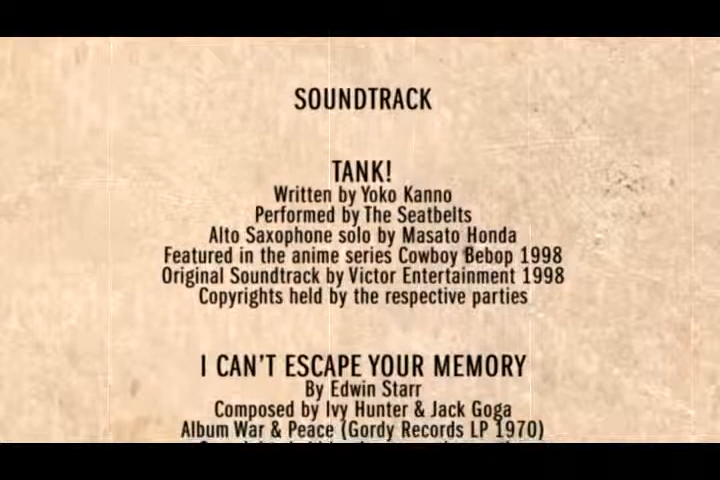 SOUNDTRACK
TANK!
Written by Yoko Kanno
Performed by The Seatbelts
Alto Saxophone solo by Masato Honda
Featured in the anime series Cowboy Bebop 1998
Original Soundtrack by Victor Entertainment 1998
Copyrights held by the respective parties
I CAN'T ESCAPE YOUR MEMORY
By Edwin Starr
Composed by Ivy Hunter & Jack Goga
Album War & Peace (Gordy Records LP 1970)